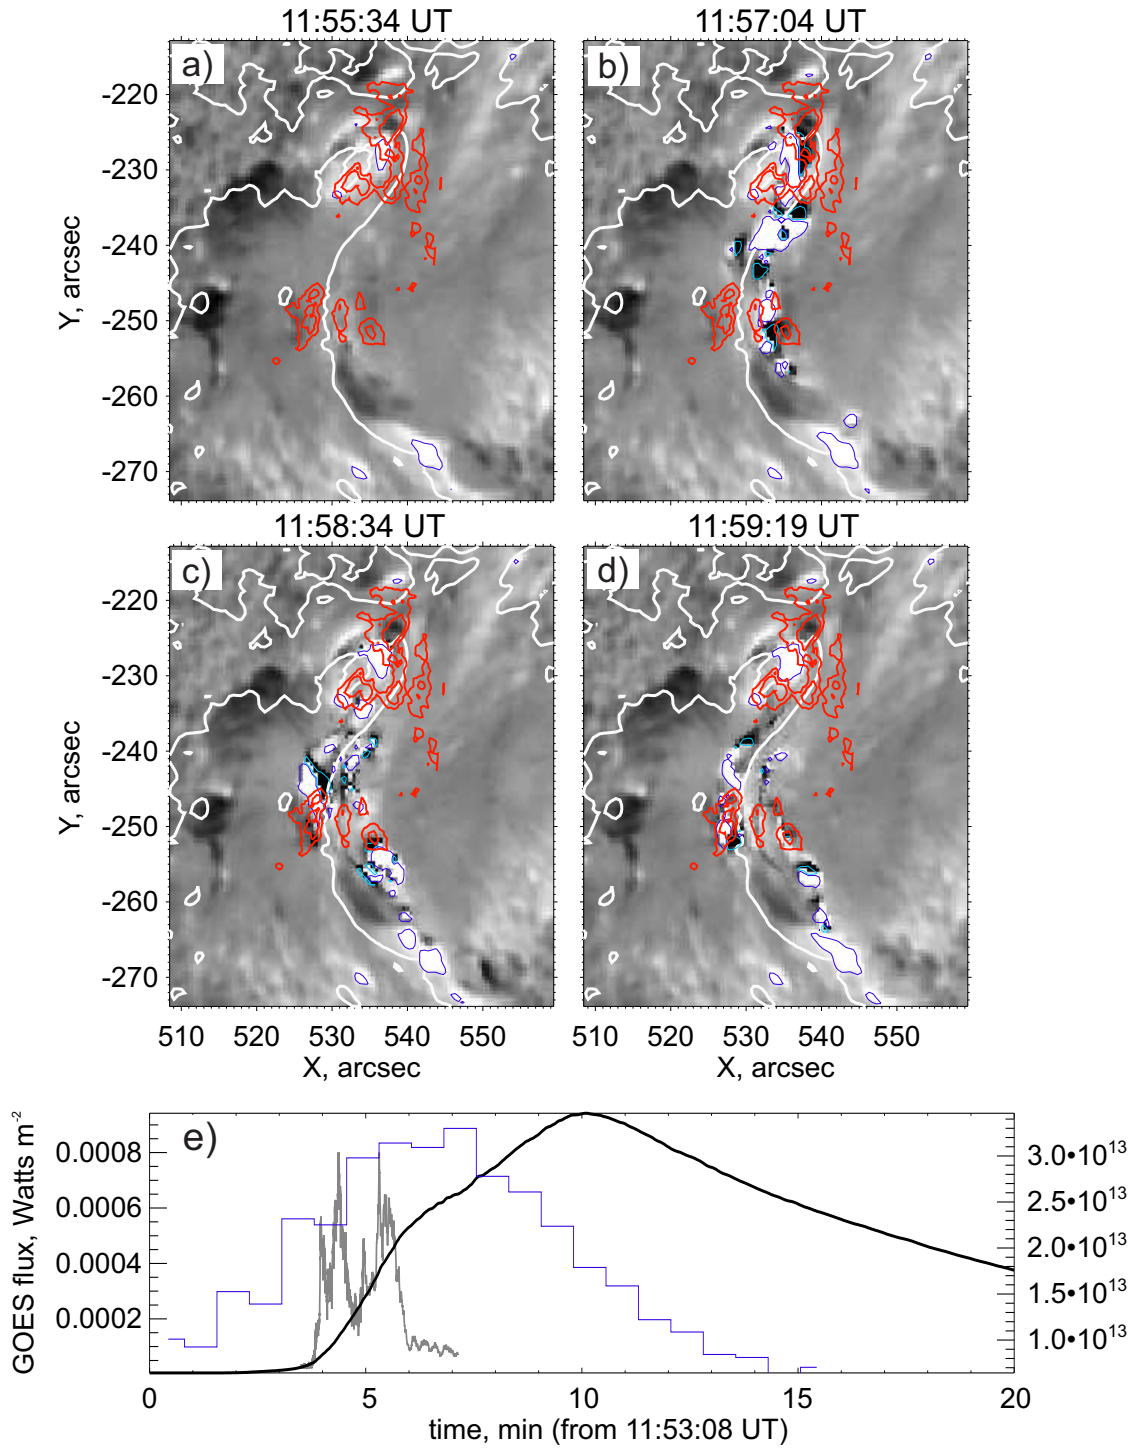 11:55:34 UT 11:57:04 UT
a) b)
-220
-230
-240
-250
-260
-270
Y, arcsec
11:58:34 UT 11:59:19 UT
c) d)
-220
-230
-240
-250
-260
-270
Y, arcsec
510 520 530 540 550 510 520 530 540 550
X, arcsec X, arcsec
e)
GOES flux, Watts m⁻²
0.0008
0.0006
0.0004
0.0002
3.0•10¹³
2.5•10¹³
2.0•10¹³
1.5•10¹³
1.0•10¹³
0 5 10 15 20
time, min (from 11:53:08 UT)